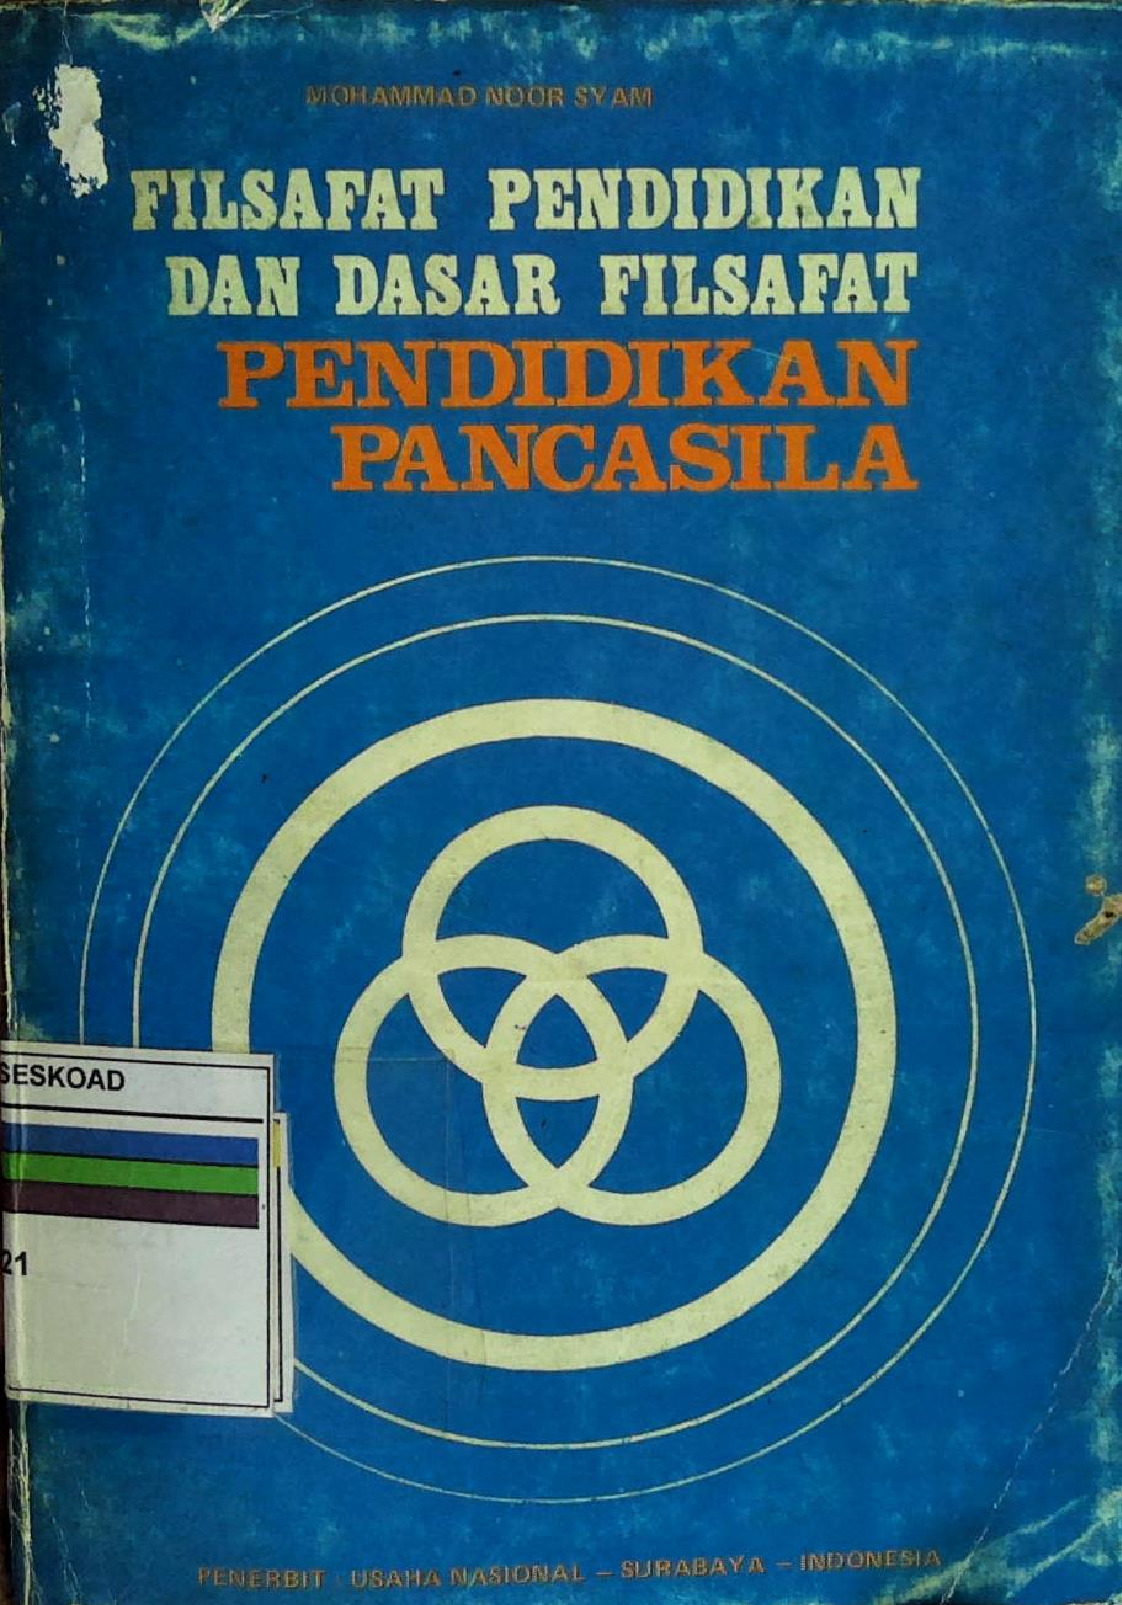 MOHAMMAD NOOR SYAM
FILSAFAT PENDIDIKAN
DAN DASAR FILSAFAT
PENDIDIKAN
PANCASILA
SESKOAD
21
PENERBIT : USAHA NASIONAL – SURABAYA – INDONESIA